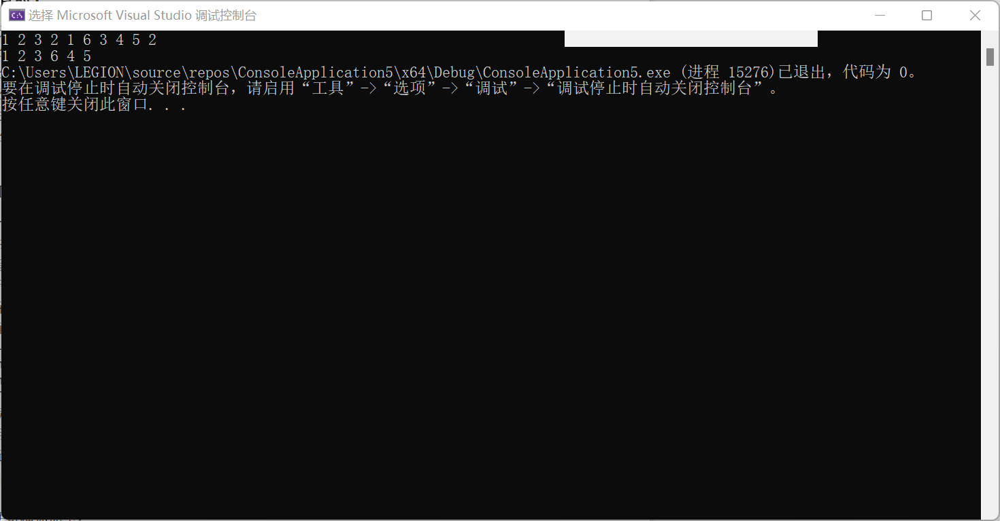 选择 Microsoft Visual Studio 调试控制台
1 2 3 2 1 6 3 4 5 2
1 2 3 6 4 5
C:\Users\LEGION\source\repos\ConsoleApplication5\x64\Debug\ConsoleApplication5.exe (进程 15276)已退出，代码为 0。
要在调试停止时自动关闭控制台，请启用“工具”->“选项”->“调试”->“调试停止时自动关闭控制台”。
按任意键关闭此窗口. . .